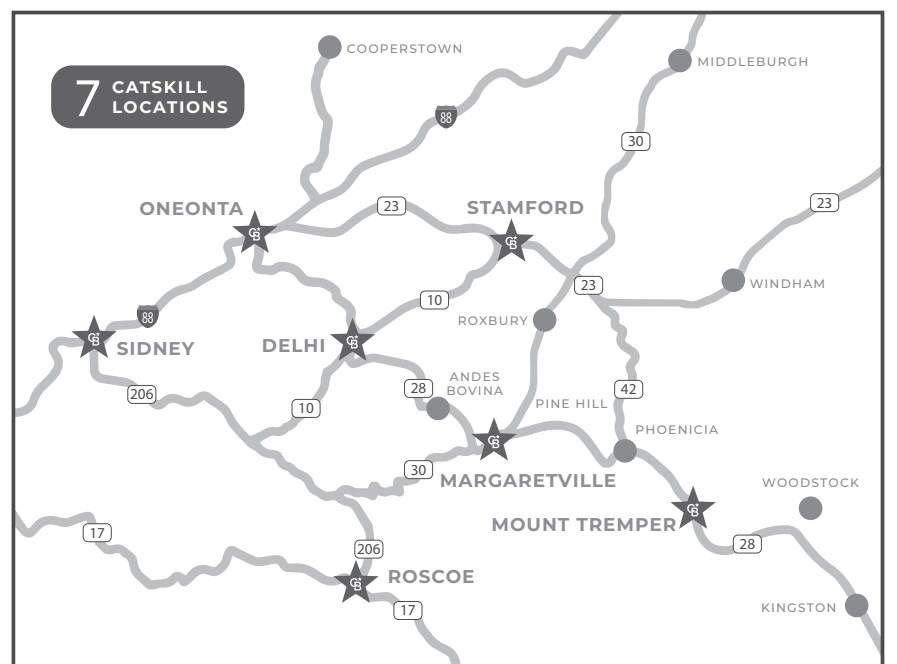 COOPERSTOWN
MIDDLEBURGH
7 CATSKILL
LOCATIONS
88
30
ONEONTA
23
STAMFORD
23
WINDHAM
23
10
88
ROXBURY
SIDNEY
DELHI
206
10
28
ANDES
BOVINA
42
PINE HILL
PHOENICIA
30
MARGARETVILLE
WOODSTOCK
MOUNT TREMPER
17
28
206
ROSCOE
17
KINGSTON